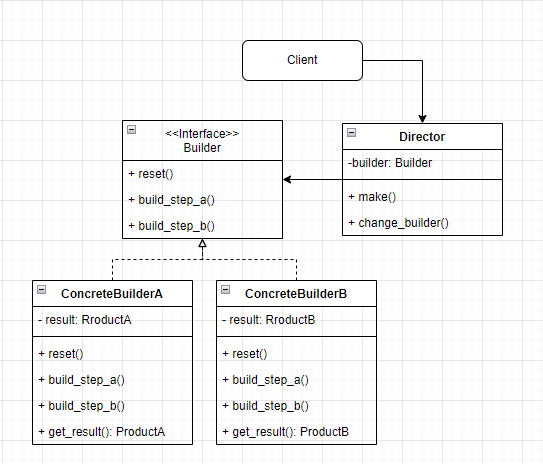 Client
<<Interface>>
Builder
+ reset()
+ build_step_a()
+ build_step_b()
Director
-builder: Builder
+ make()
+ change_builder()
ConcreteBuilderA
- result: RroductA
+ reset()
+ build_step_a()
+ build_step_b()
+ get_result(): ProductA
ConcreteBuilderB
- result: RroductB
+ reset()
+ build_step_a()
+ build_step_b()
+ get_result(): ProductB